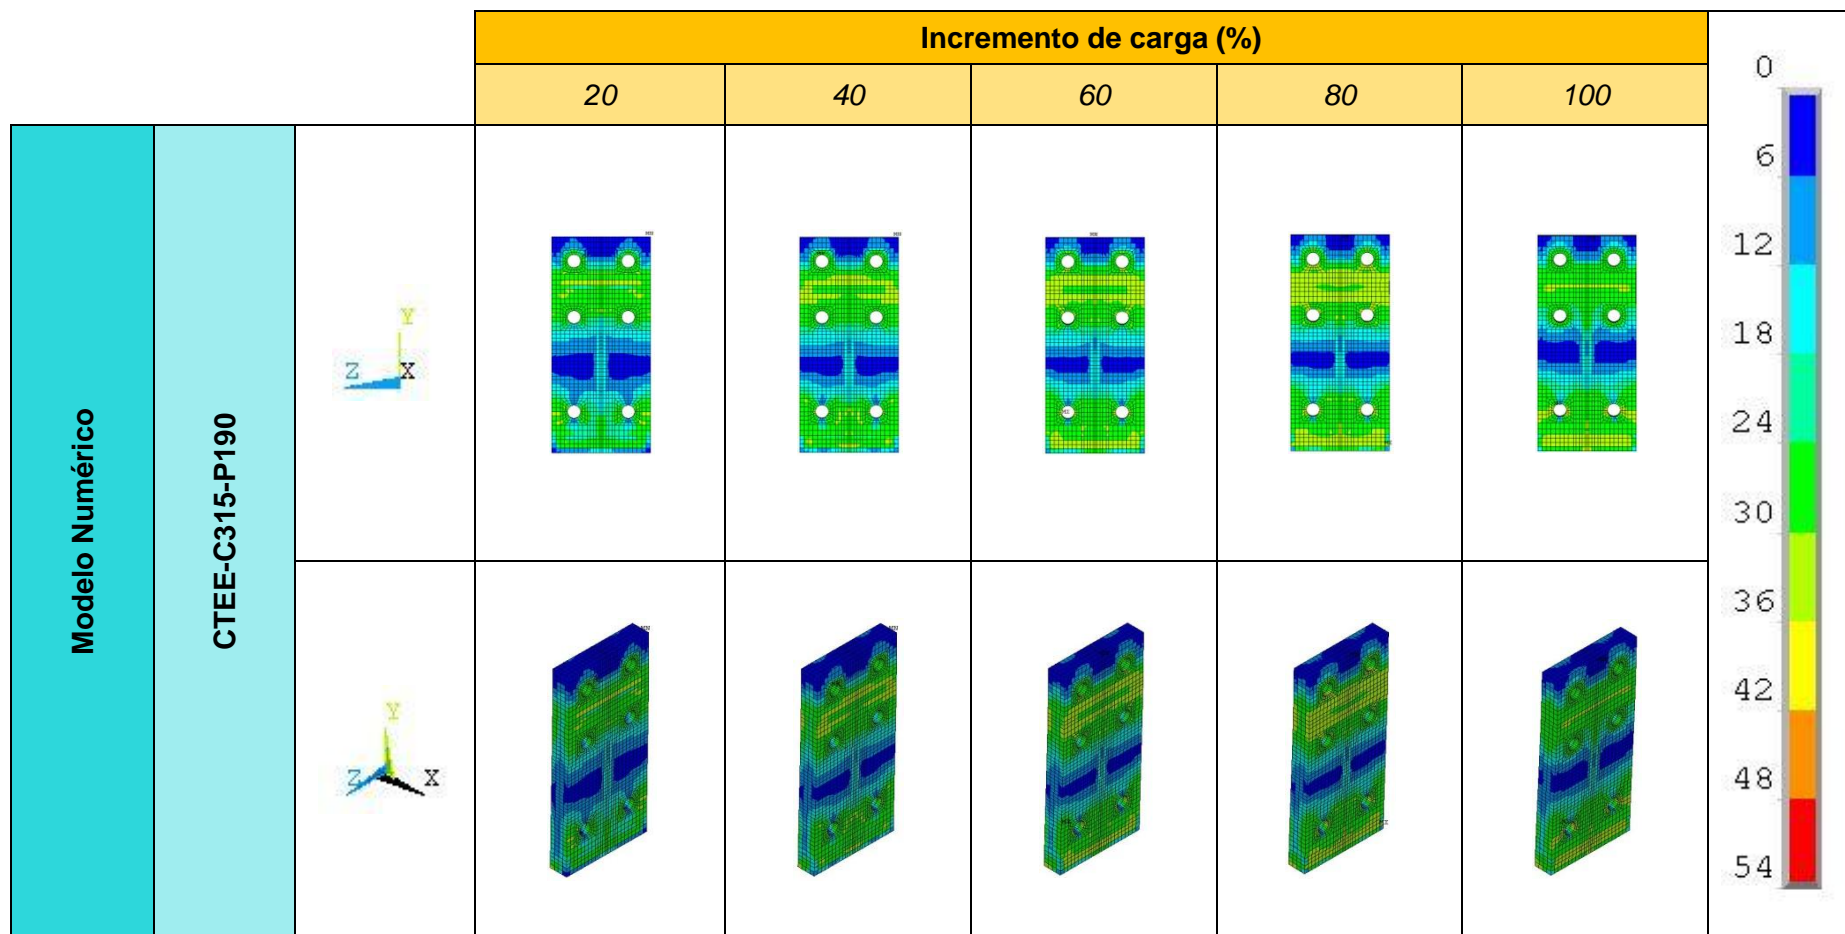 Incremento de carga (%)
20 40 60 80 100
Modelo Numérico
CTEE-C315-P190
Y
Z X
Y
Z X
0
6
12
18
24
30
36
42
48
54